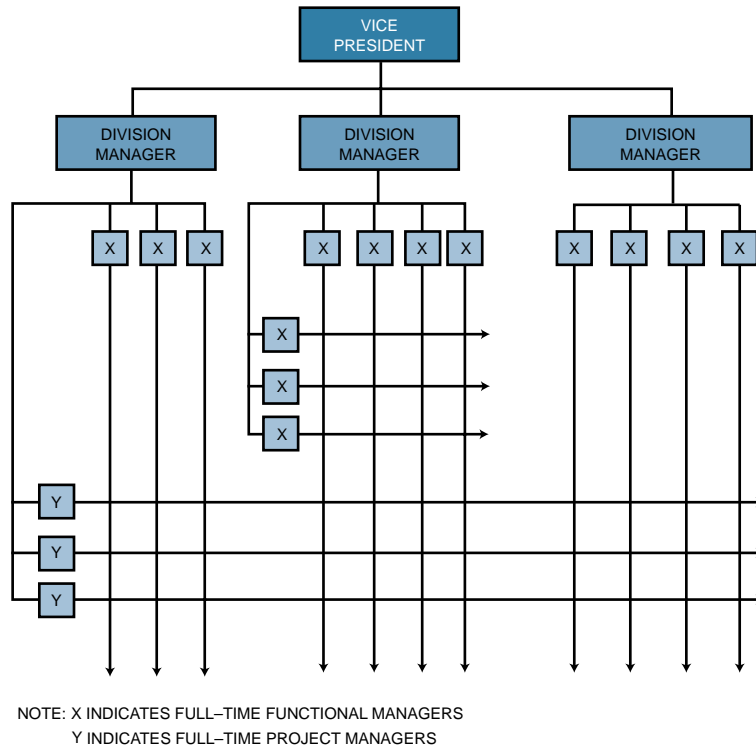 VICE
PRESIDENT
DIVISION
MANAGER
DIVISION
MANAGER
DIVISION
MANAGER
X X X X X X X X X X X
X
X
X
Y
Y
Y
NOTE: X INDICATES FULL–TIME FUNCTIONAL MANAGERS
Y INDICATES FULL–TIME PROJECT MANAGERS